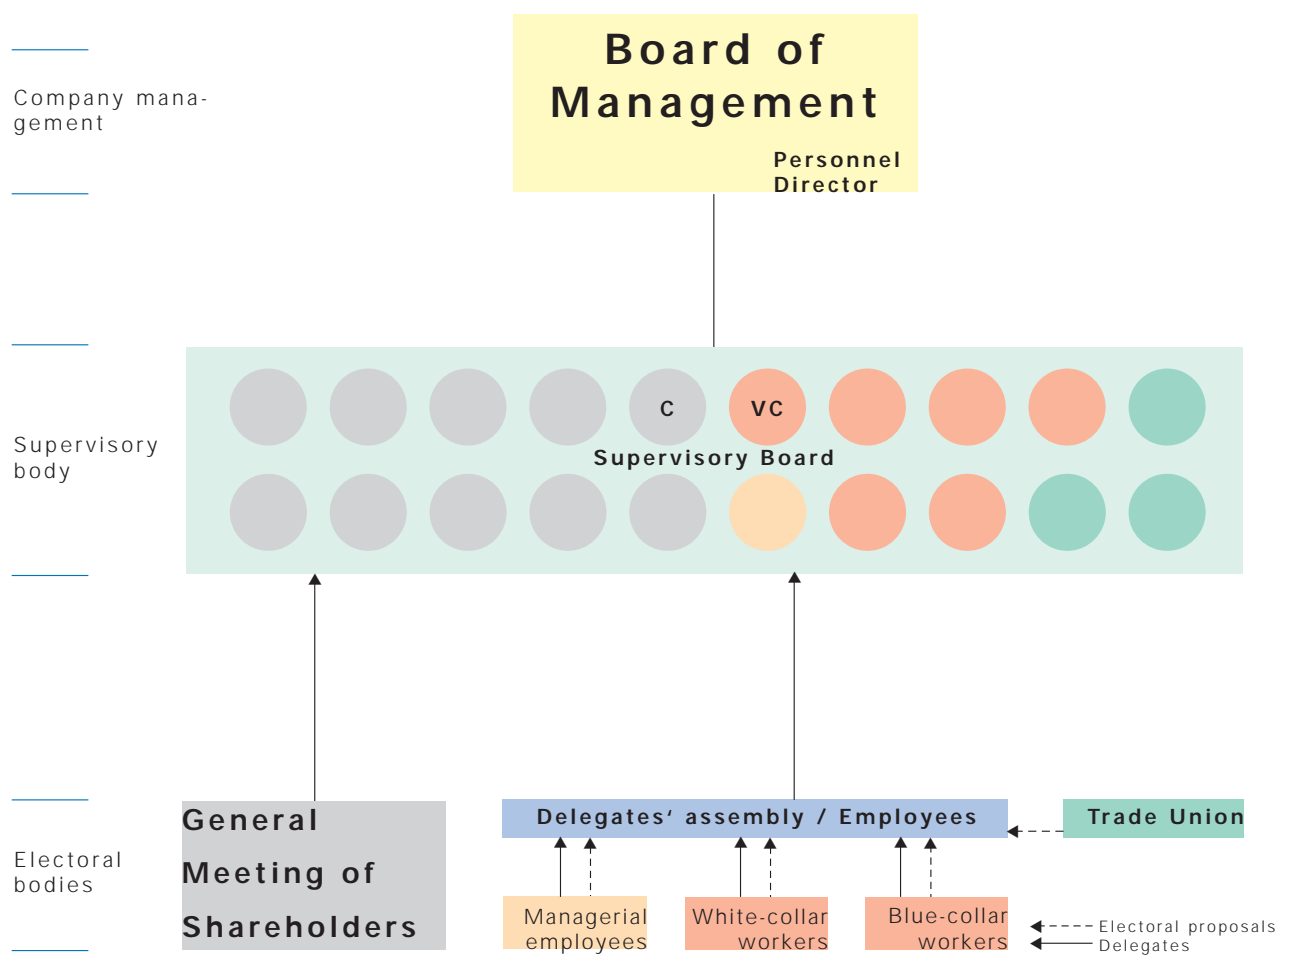 Board of
Management
Personnel
Director
Company mana-
gement
C
VC
Supervisory Board
Supervisory
body
General
Meeting of
Shareholders
Delegates‘ assembly / Employees
Trade Union
Electoral
bodies
Managerial
employees
White-collar
workers
Blue-collar
workers
Electoral proposals
Delegates